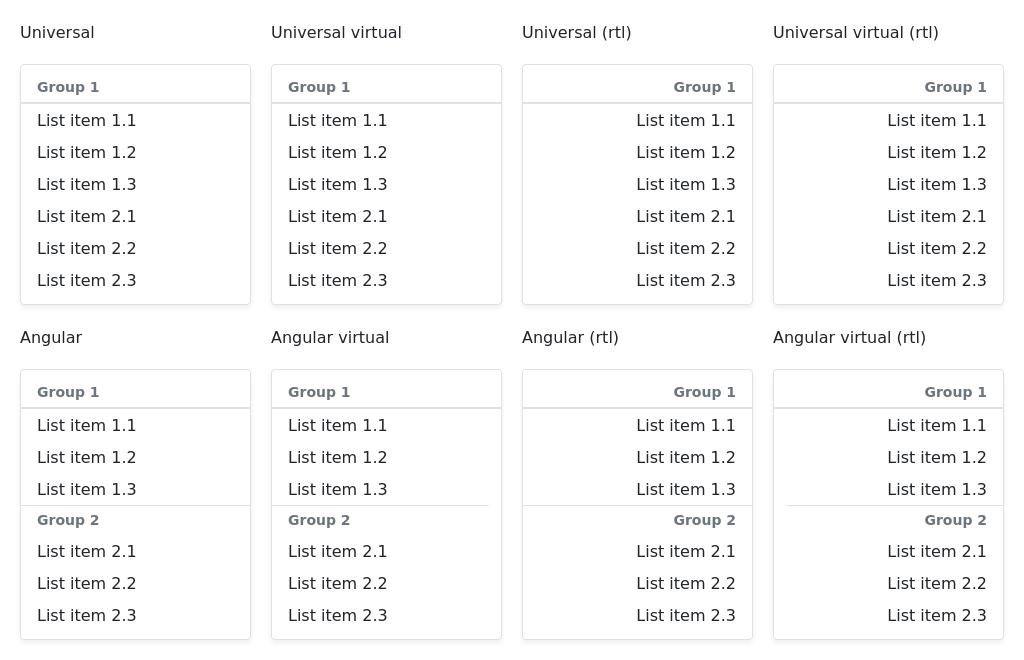 Universal
Group 1
List item 1.1
List item 1.2
List item 1.3
List item 2.1
List item 2.2
List item 2.3
Universal virtual
Group 1
List item 1.1
List item 1.2
List item 1.3
List item 2.1
List item 2.2
List item 2.3
Universal (rtl)
Group 1
List item 1.1
List item 1.2
List item 1.3
List item 2.1
List item 2.2
List item 2.3
Universal virtual (rtl)
Group 1
List item 1.1
List item 1.2
List item 1.3
List item 2.1
List item 2.2
List item 2.3
Angular
Group 1
List item 1.1
List item 1.2
List item 1.3
Group 2
List item 2.1
List item 2.2
List item 2.3
Angular virtual
Group 1
List item 1.1
List item 1.2
List item 1.3
Group 2
List item 2.1
List item 2.2
List item 2.3
Angular (rtl)
Group 1
List item 1.1
List item 1.2
List item 1.3
Group 2
List item 2.1
List item 2.2
List item 2.3
Angular virtual (rtl)
Group 1
List item 1.1
List item 1.2
List item 1.3
Group 2
List item 2.1
List item 2.2
List item 2.3